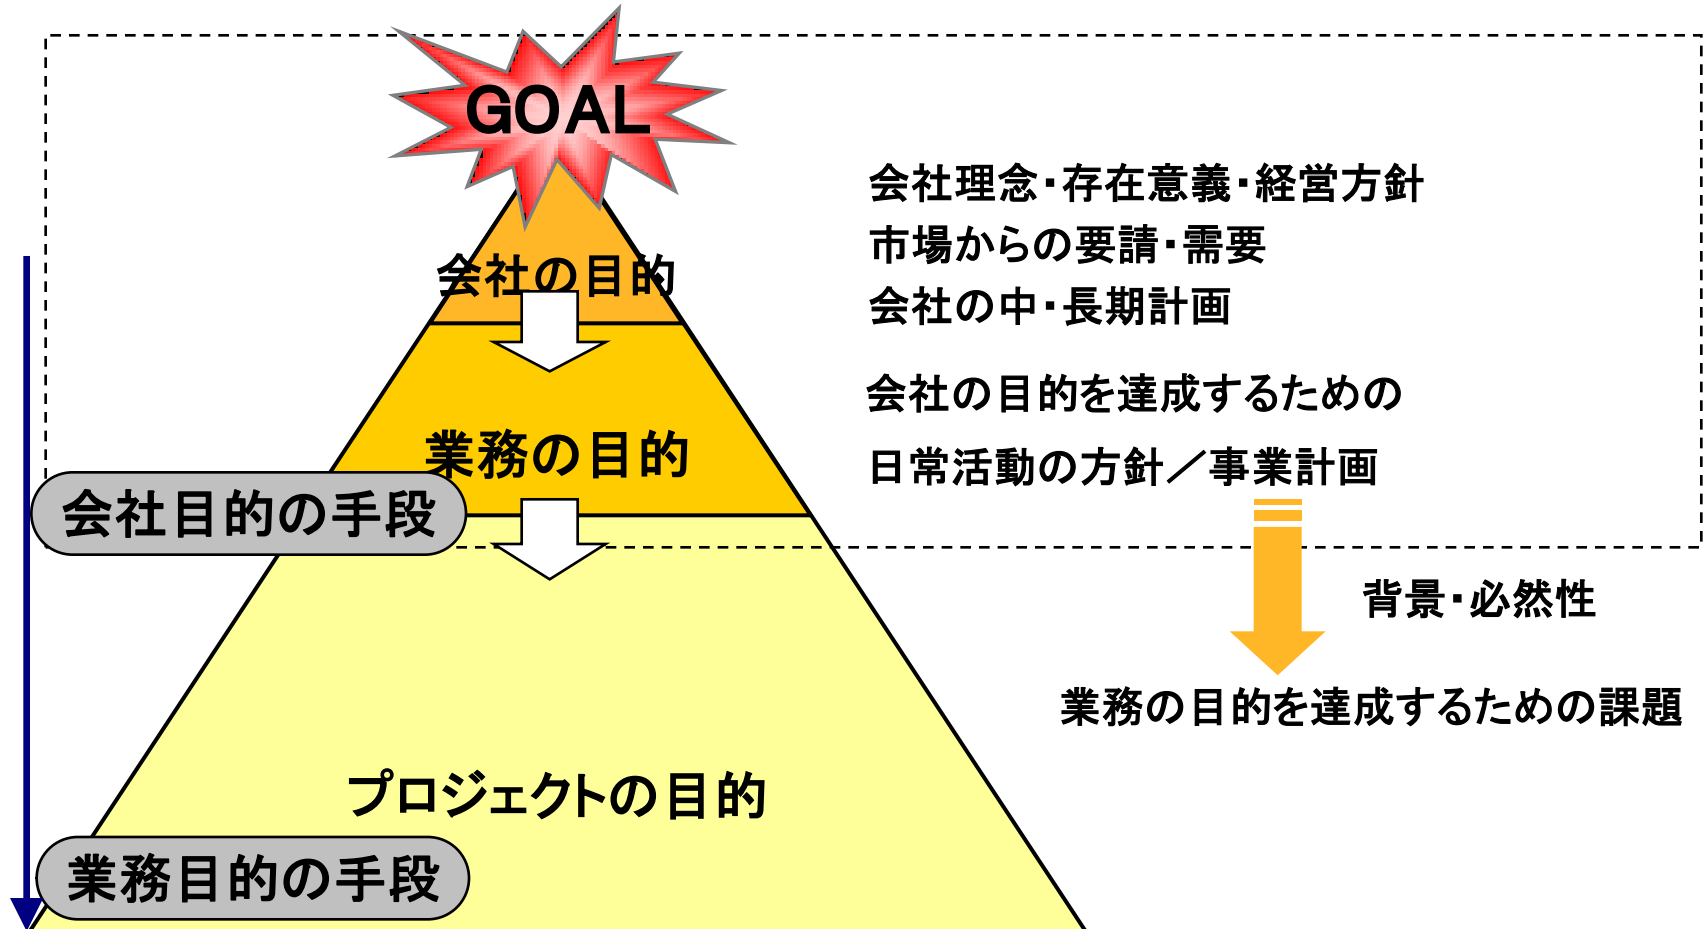 GOAL
会社理念・存在意義・経営方針
市場からの要請・需要
会社の目的
会社の中・長期計画
会社の目的を達成するための
業務の目的
日常活動の方針／事業計画
会社目的の手段
背景・必然性
業務の目的を達成するための課題
プロジェクトの目的
業務目的の手段